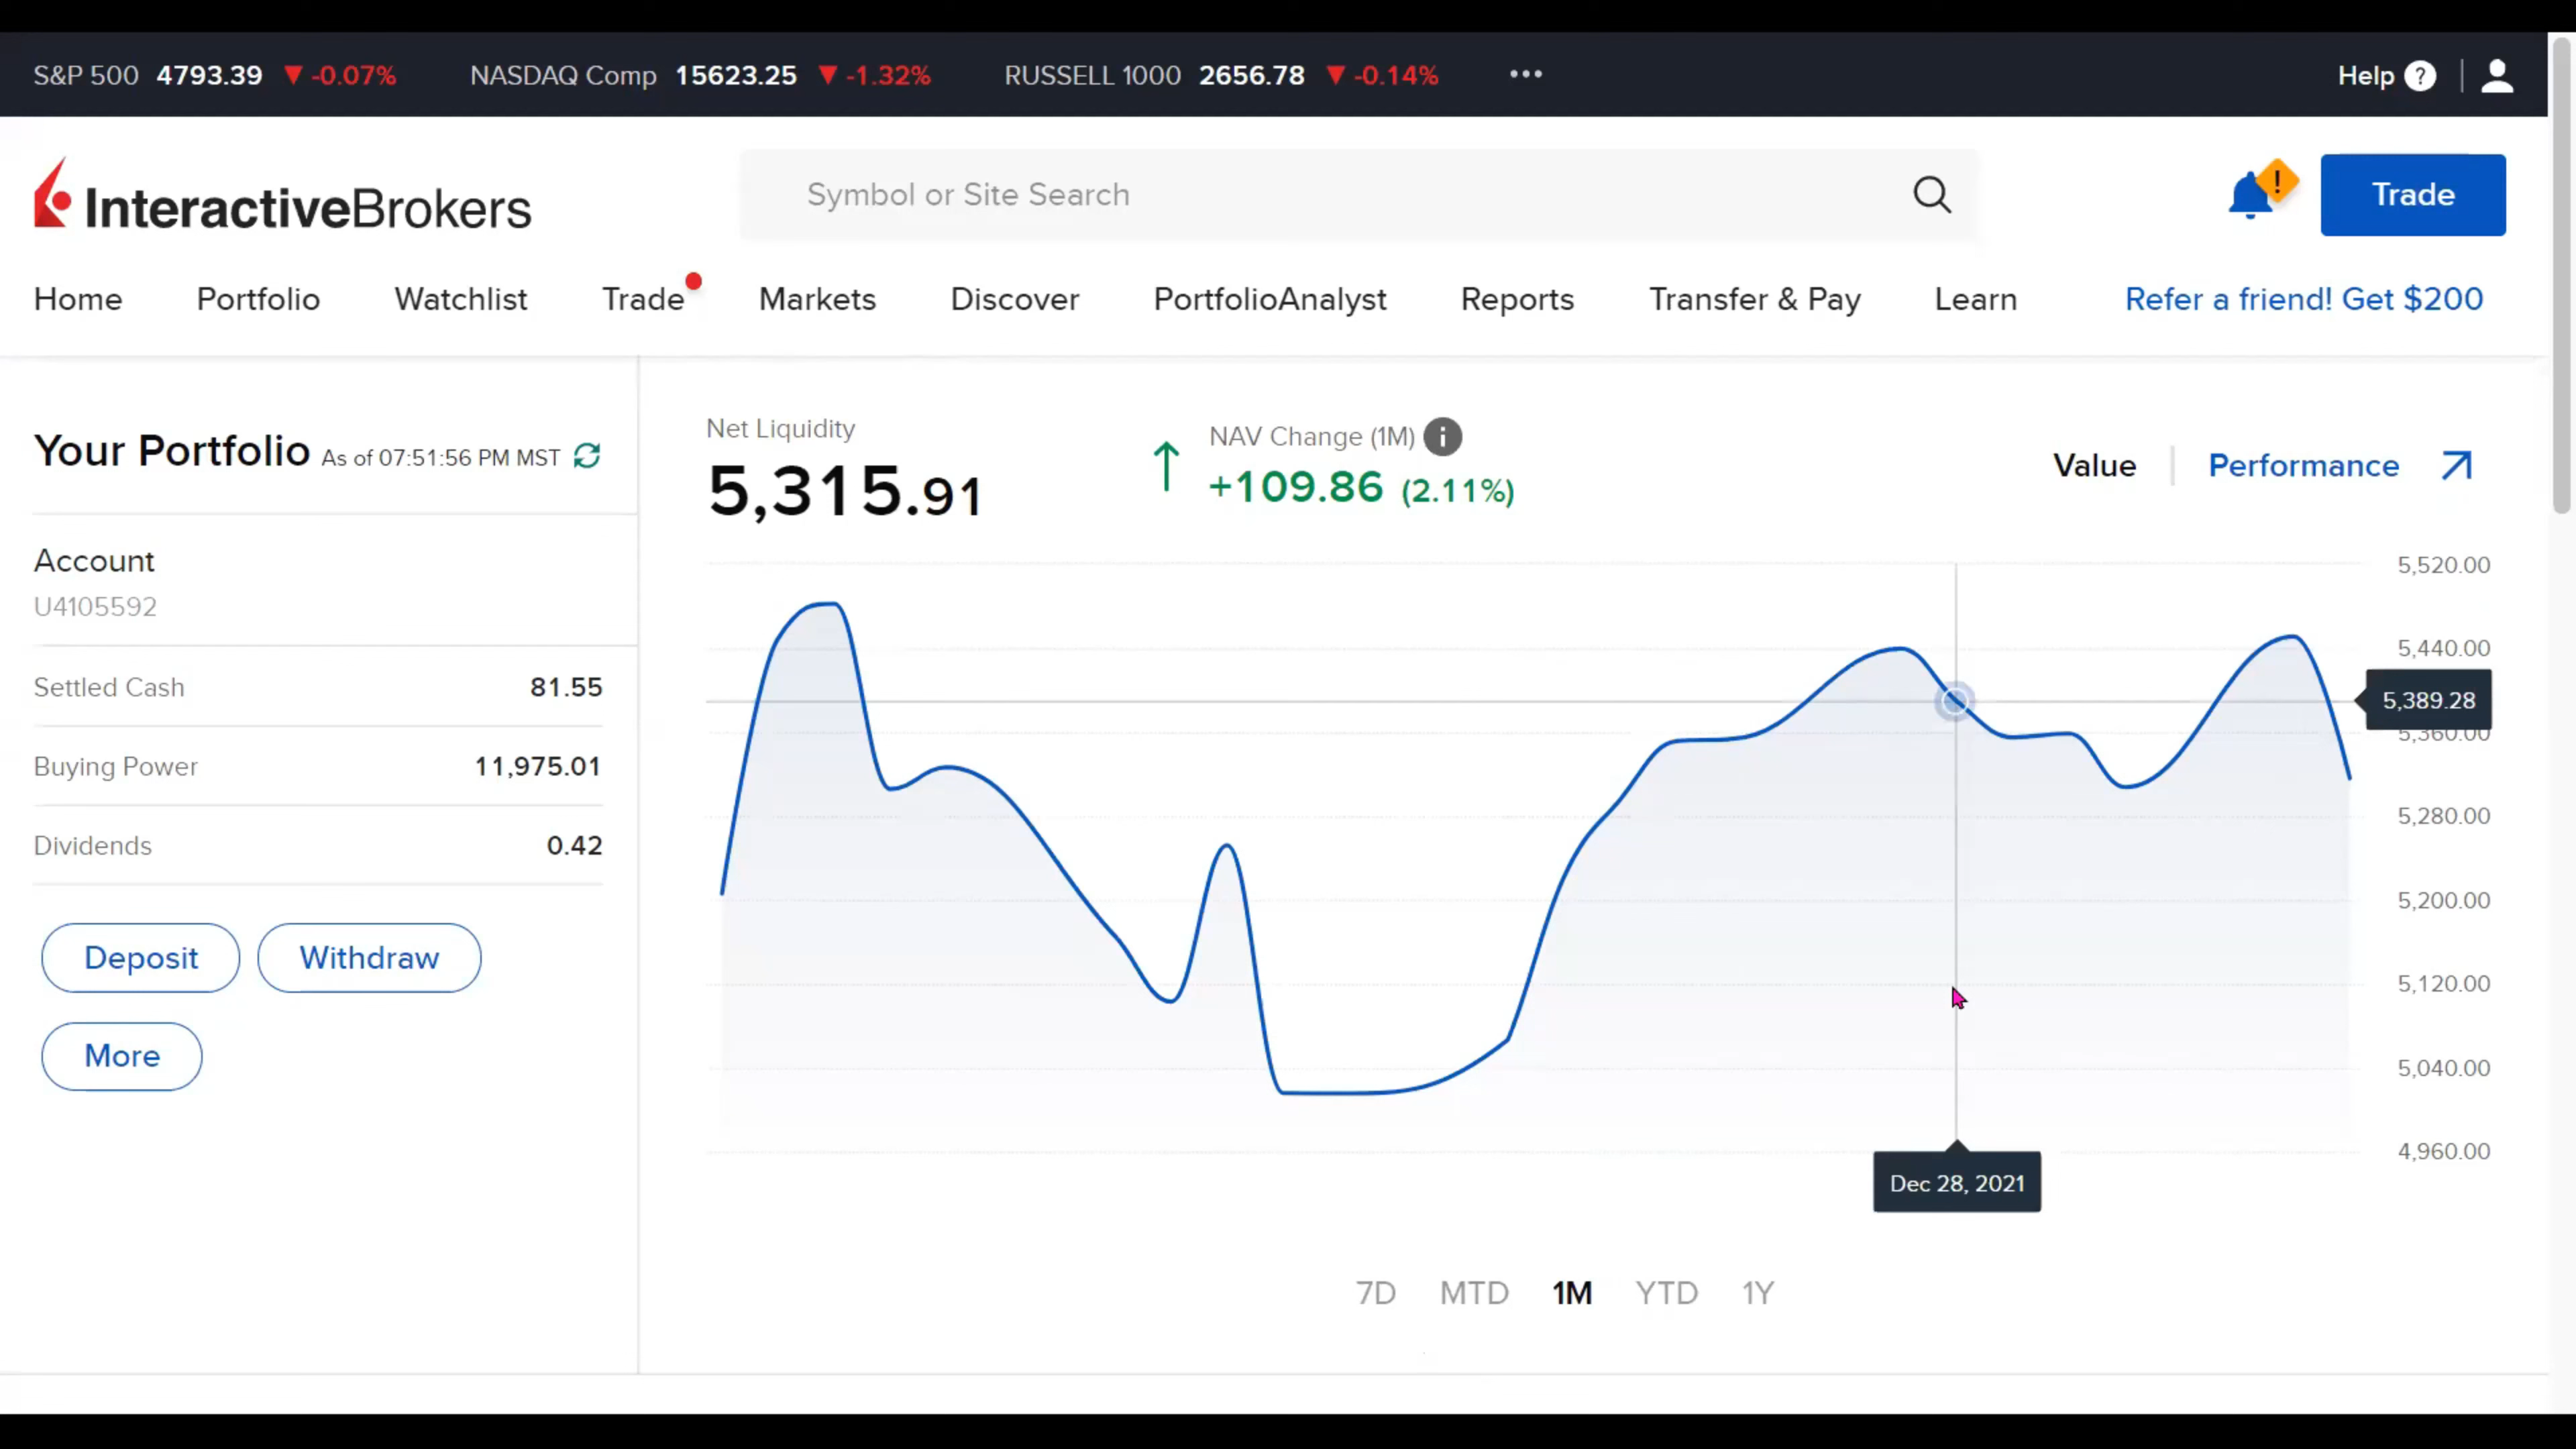 S&P 500 4793.39 ▼ -0.07% NASDAQ Comp 15623.25 ▼ -1.32% RUSSELL 1000 2656.78 ▼ -0.14% ••• Help ?
InteractiveBrokers
Symbol or Site Search
!
Trade
Home Portfolio Watchlist Trade Markets Discover PortfolioAnalyst Reports Transfer & Pay Learn Refer a friend! Get $200
Your Portfolio As of 07:51:56 PM MST
Account
U4105592
Settled Cash 81.55
Buying Power 11,975.01
Dividends 0.42
Deposit Withdraw
More
Net Liquidity
5,315.91
NAV Change (1M) i
+109.86 (2.11%)
Value Performance
5,520.00
5,440.00
5,389.28
5,360.00
5,280.00
5,200.00
5,120.00
5,040.00
4,960.00
Dec 28, 2021
7D MTD 1M YTD 1Y